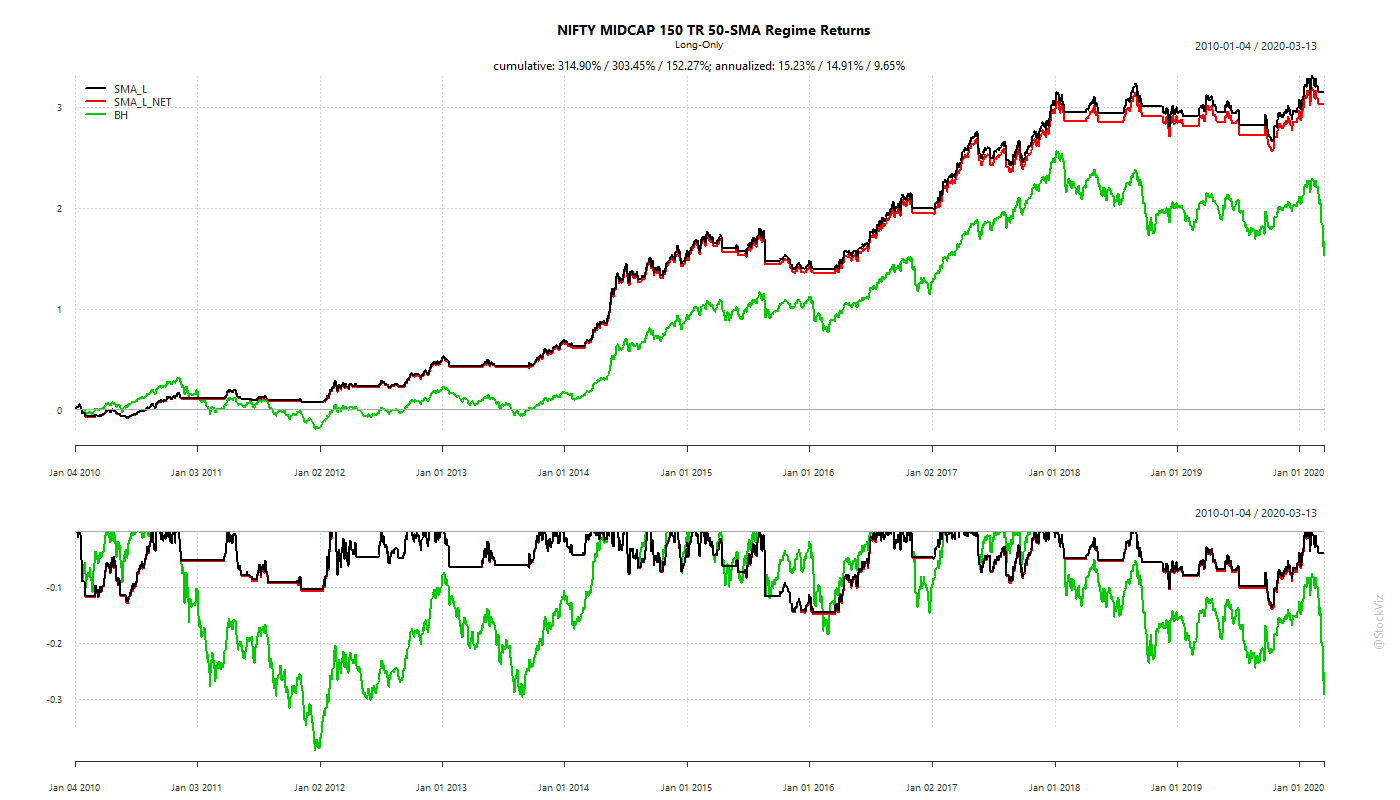 NIFTY MIDCAP 150 TR 50-SMA Regime Returns
Long-Only
2010-01-04 / 2020-03-13
cumulative: 314.90% / 303.45% / 152.27%; annualized: 15.23% / 14.91% / 9.65%
SMA_L
SMA_L_NET
BH
3
2
1
0
Jan 04 2010 Jan 03 2011 Jan 02 2012 Jan 01 2013 Jan 01 2014 Jan 01 2015 Jan 01 2016 Jan 02 2017 Jan 01 2018 Jan 01 2019 Jan 01 2020
2010-01-04 / 2020-03-13
-0.1
-0.2
-0.3
Jan 04 2010 Jan 03 2011 Jan 02 2012 Jan 01 2013 Jan 01 2014 Jan 01 2015 Jan 01 2016 Jan 02 2017 Jan 01 2018 Jan 01 2019 Jan 01 2020
@StockViz